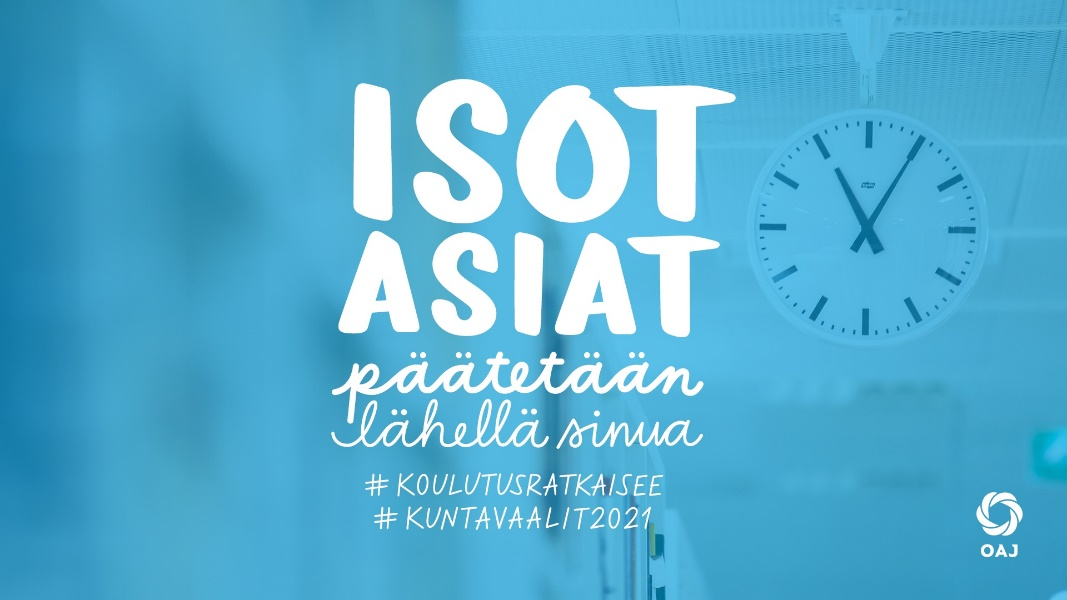 ISOT
ASIAT
päätetään
lähellä sinua
# KOULUTUSRATKAISEE
# KUNTAVAALIT2021
OAJ